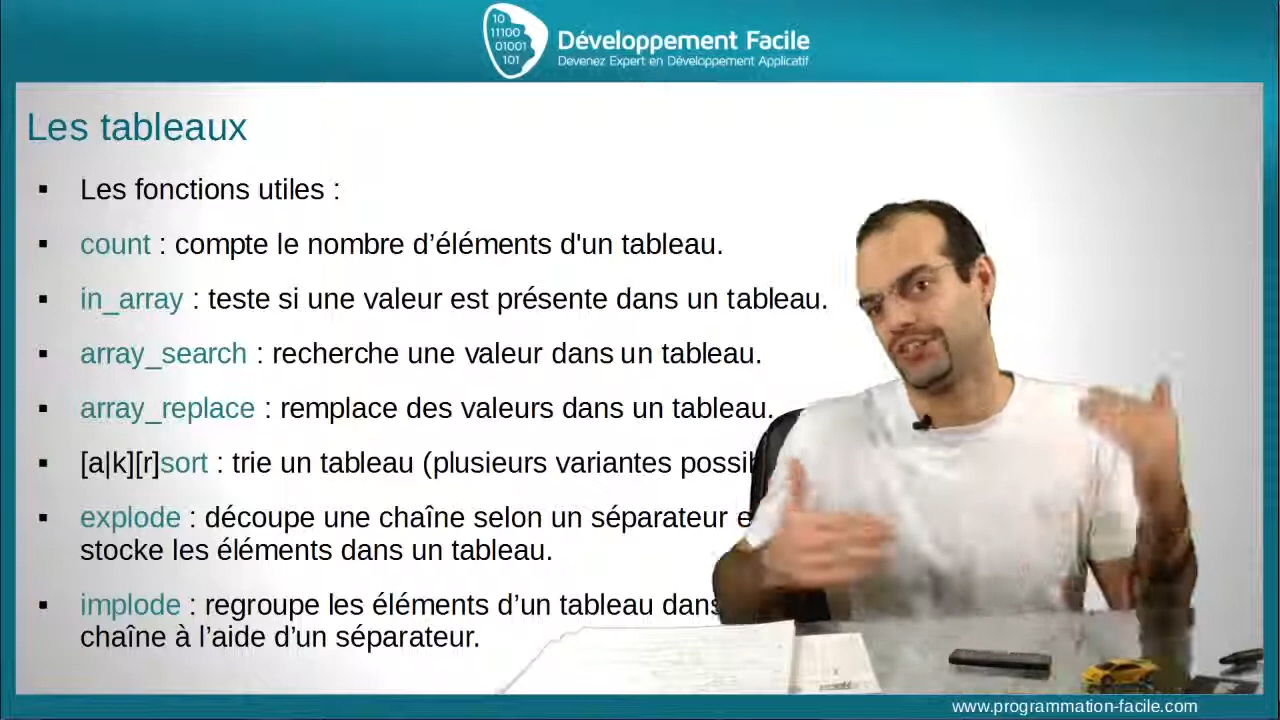 10
11100
01001
101
Développement Facile
Devenez Expert en Développement Applicatif
Les tableaux
Les fonctions utiles :
count : compte le nombre d’éléments d'un tableau.
in_array : teste si une valeur est présente dans un tableau.
array_search : recherche une valeur dans un tableau.
array_replace : remplace des valeurs dans un tableau.
[a|k][r]sort : trie un tableau (plusieurs variantes
explode : découpe une chaîne selon un séparateur
stocke les éléments dans un tableau.
implode : regroupe les éléments d’un tableau dans
chaîne à l’aide d’un séparateur.
www.programmation-facile.com